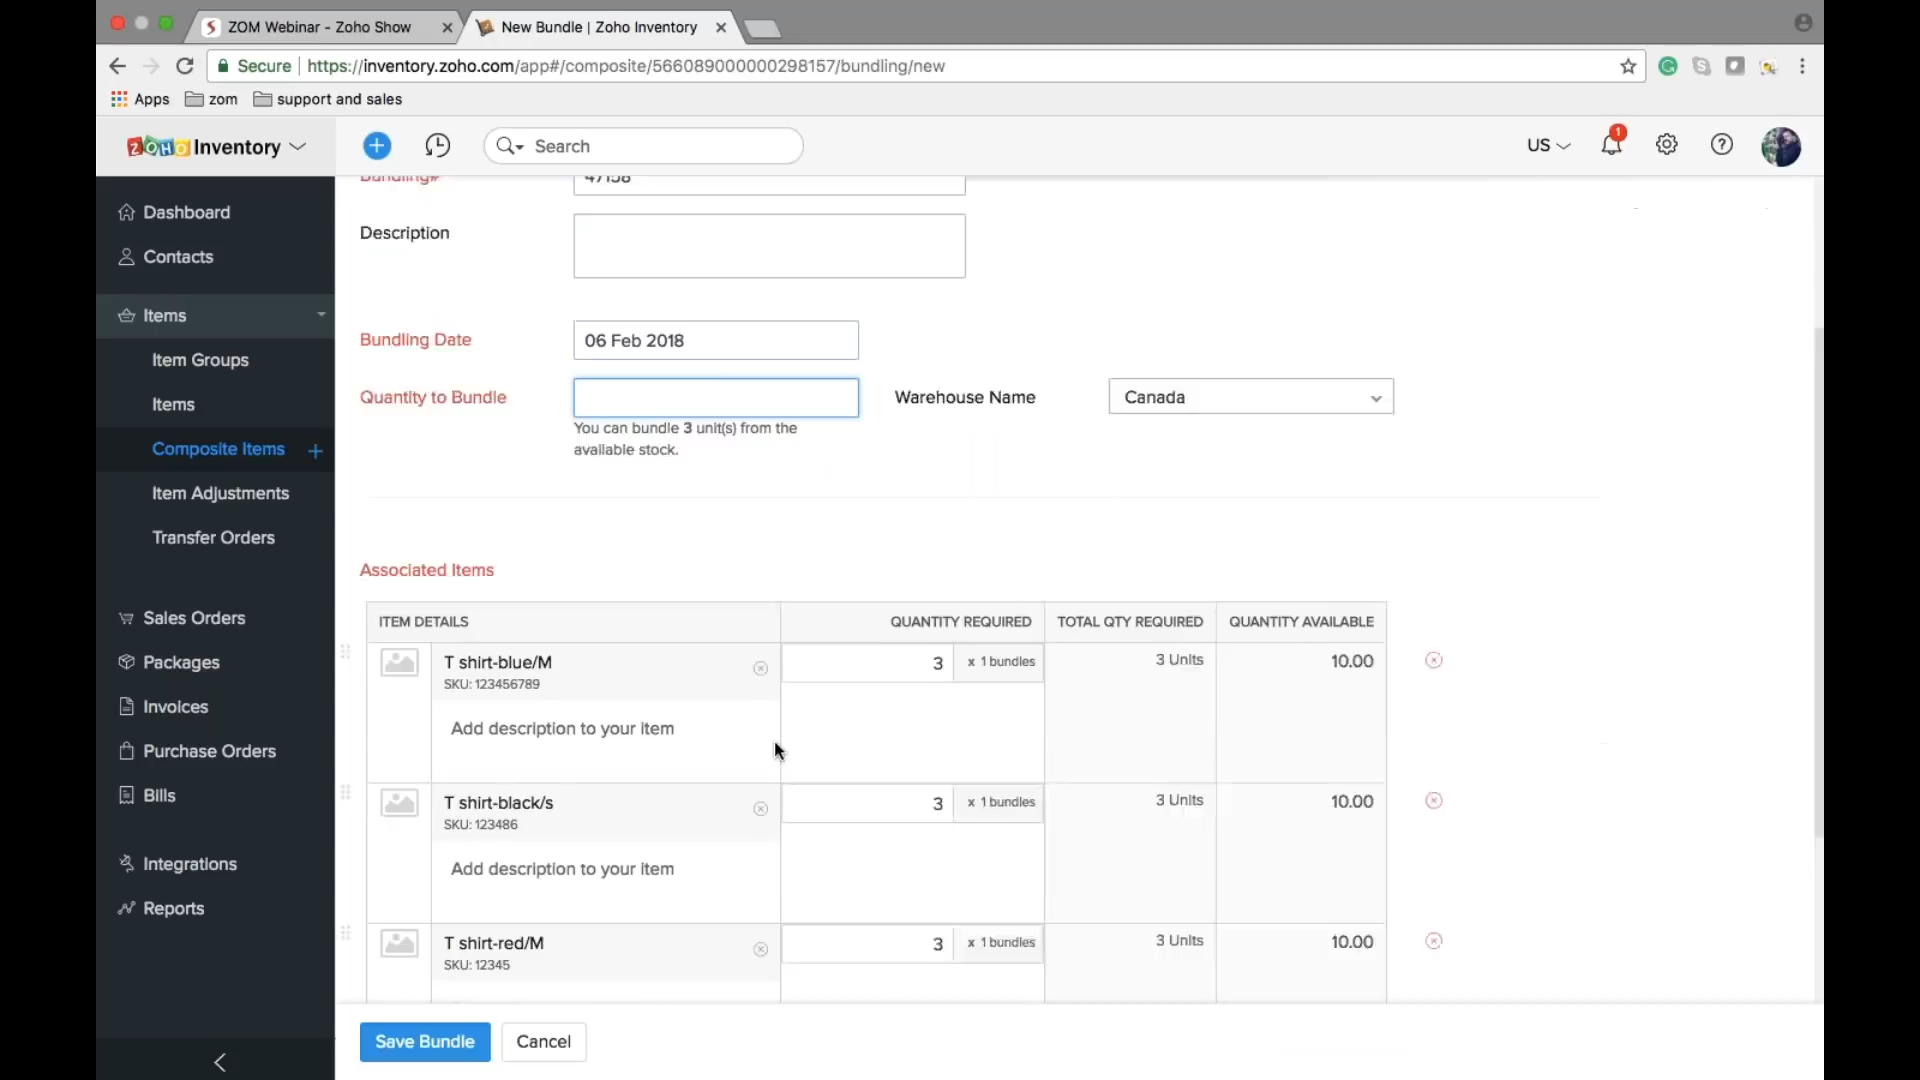 ZOM Webinar - Zoho Show
New Bundle | Zoho Inventory
Secure
https://inventory.zoho.com/app#/composite/566089000000298157/bundling/new
Apps
zom
support and sales
ZOHO Inventory
Search
US
1
Dashboard
Contacts
Items
Item Groups
Items
Composite Items
Item Adjustments
Transfer Orders
Sales Orders
Packages
Invoices
Purchase Orders
Bills
Integrations
Reports
Bundling#
47158
Description
Bundling Date
06 Feb 2018
Quantity to Bundle
Warehouse Name
Canada
You can bundle 3 unit(s) from the
available stock.
Associated Items
ITEM DETAILS
QUANTITY REQUIRED
TOTAL QTY REQUIRED
QUANTITY AVAILABLE
T shirt-blue/M
SKU: 123456789
3
x 1 bundles
3 Units
10.00
Add description to your item
T shirt-black/s
SKU: 123486
3
x 1 bundles
3 Units
10.00
Add description to your item
T shirt-red/M
SKU: 12345
3
x 1 bundles
3 Units
10.00
Save Bundle
Cancel